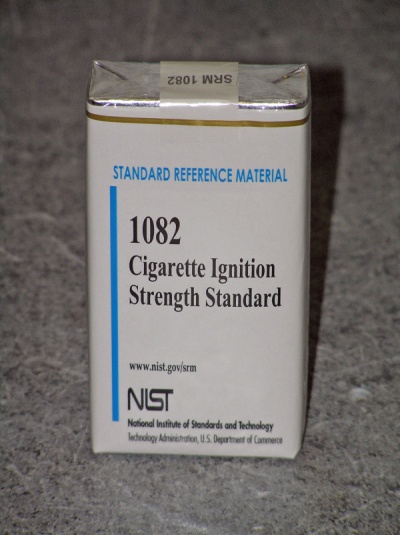 SRM 1082
STANDARD REFERENCE MATERIAL
1082
Cigarette Ignition
Strength Standard
www.nist.gov/srm
NIST
National Institute of Standards and Technology
Technology Administration, U.S. Department of Commerce